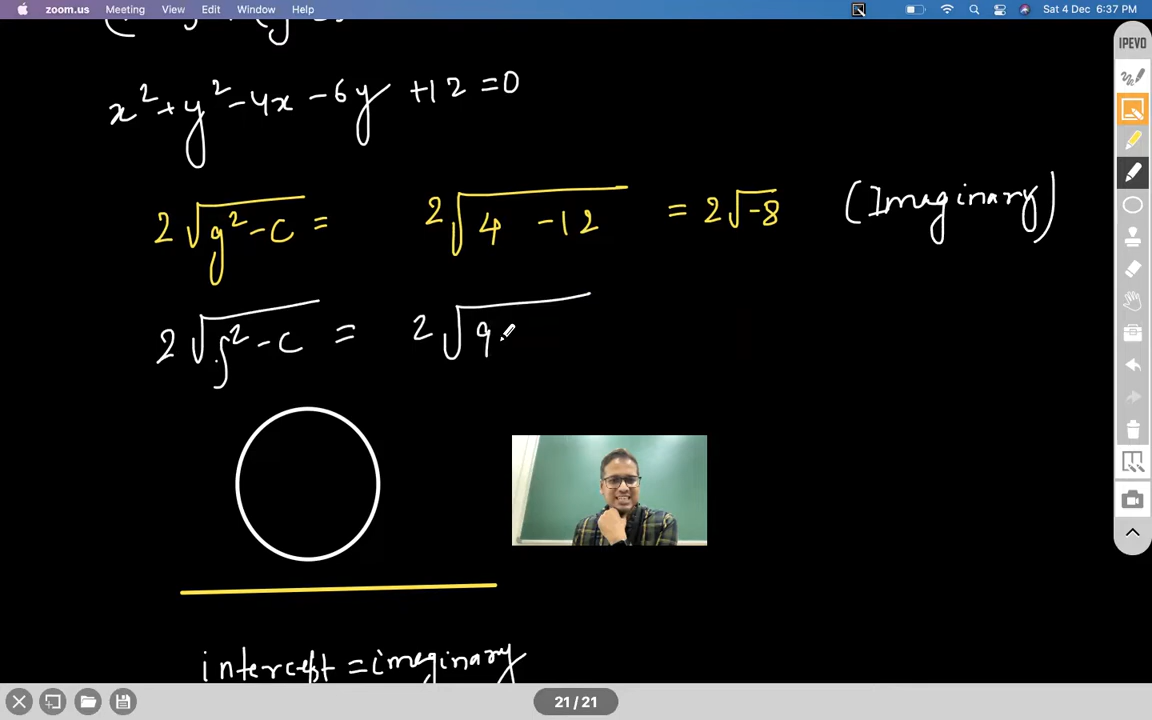 zoom.us Meeting View Edit Window Help Sat 4 Dec 6:37 PM
IPEVO
x²+y²-4x-6y+12=0
2√(g²-c) = 2√(4-12) = 2√-8 (Imaginary)
2√(f²-c) = 2√9
intercept = imaginary
21/21